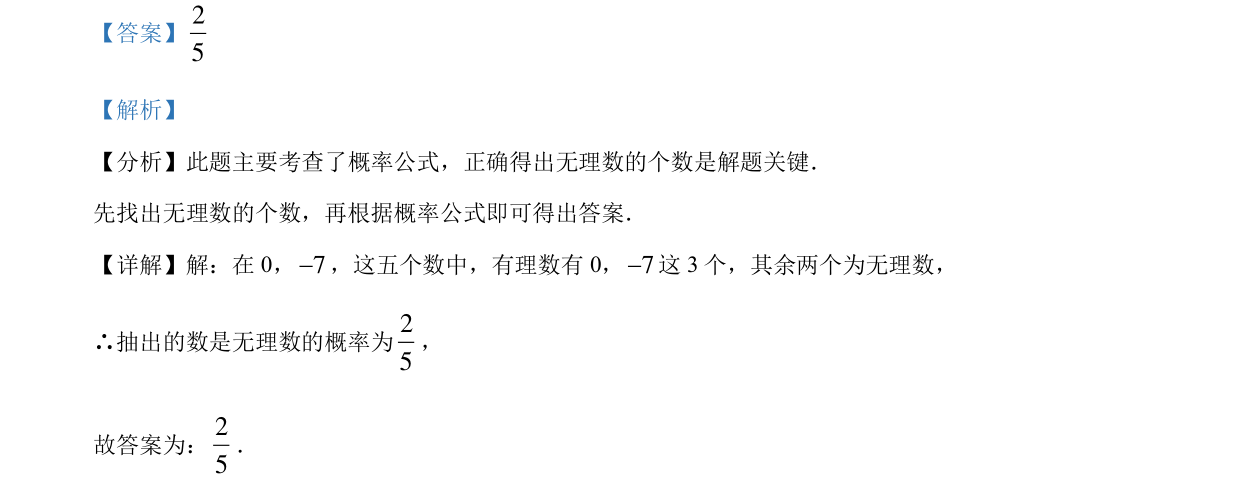 【答案】2/5
【解析】
【分析】此题主要考查了概率公式，正确得出无理数的个数是解题关键．
先找出无理数的个数，再根据概率公式即可得出答案．
【详解】解：在 0，−7，这五个数中，有理数有 0，−7这 3 个，其余两个为无理数，
∴抽出的数是无理数的概率为2/5，
故答案为：2/5．